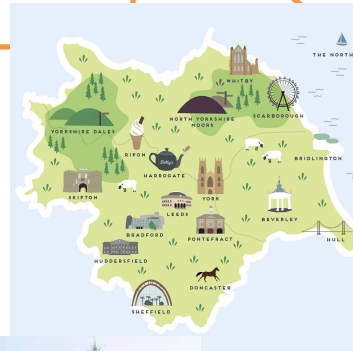 WHITBY
THE NORTH
SCARBOROUGH
NORTH YORKSHIRE
MOORS
YORKSHIRE DALES
RIPON
Bettys
HARROGATE
BRIDLINGTON
SKIPTON
YORK
LEEDS
BEVERLEY
BRADFORD
PONTEFRACT
HULL
HUDDERSFIELD
DONCASTER
SHEFFIELD